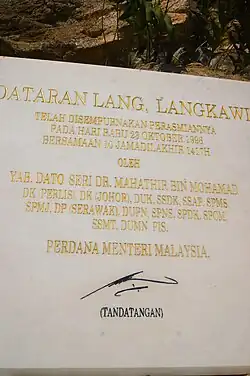 DATARAN LANG, LANGKAWI
TELAH DISEMPURNAKAN PERASMIANNYA
PADA HARI RABU 23 OKTOBER 1996
BERSAMAAN 10 JAMADILAKHIR 1417H
OLEH
YAB. DATO SERI DR. MAHATHIR BIN MOHAMAD
DK (PERLIS), DK (JOHOR), DUK, SSDK, SSAP, SPMS
SPMJ, DP (SERAWAK), DUPN, SPNS, SPDK, SPCM,
SSMT, DUMN PIS.
PERDANA MENTERI MALAYSIA.
(TANDATANGAN)